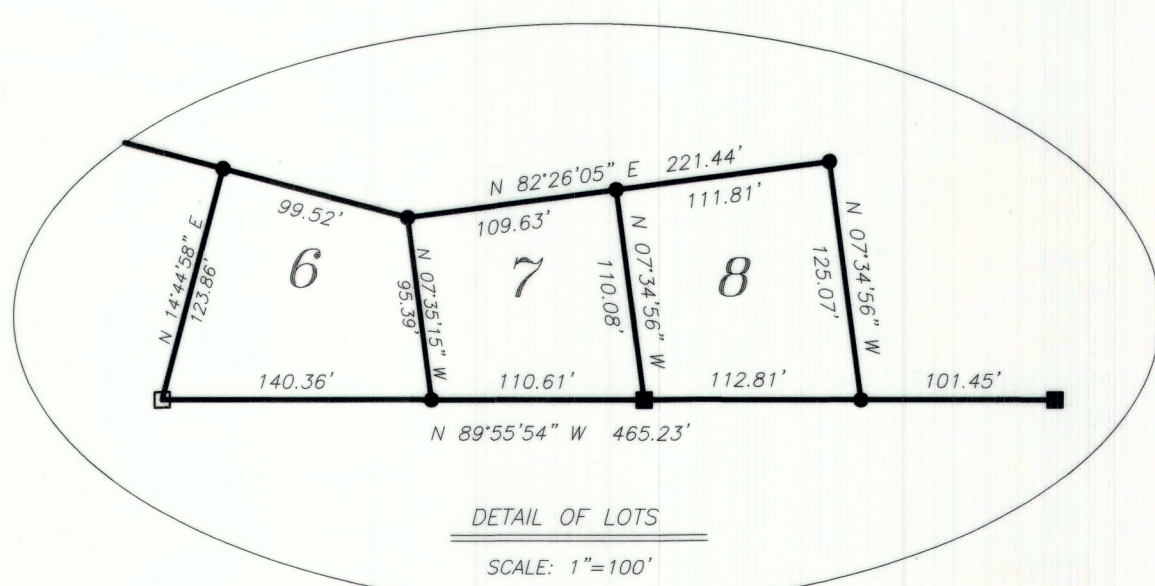 N 82°26'05" E 221.44'
99.52'
109.63'
111.81'
N 14°44'58" E
123.86'
6
N 07°35'15" W
95.39'
7
N 07°34'56" W
110.08'
8
N 07°34'56" W
125.07'
140.36'
110.61'
112.81'
101.45'
N 89°55'54" W 465.23'
DETAIL OF LOTS
SCALE: 1"=100'